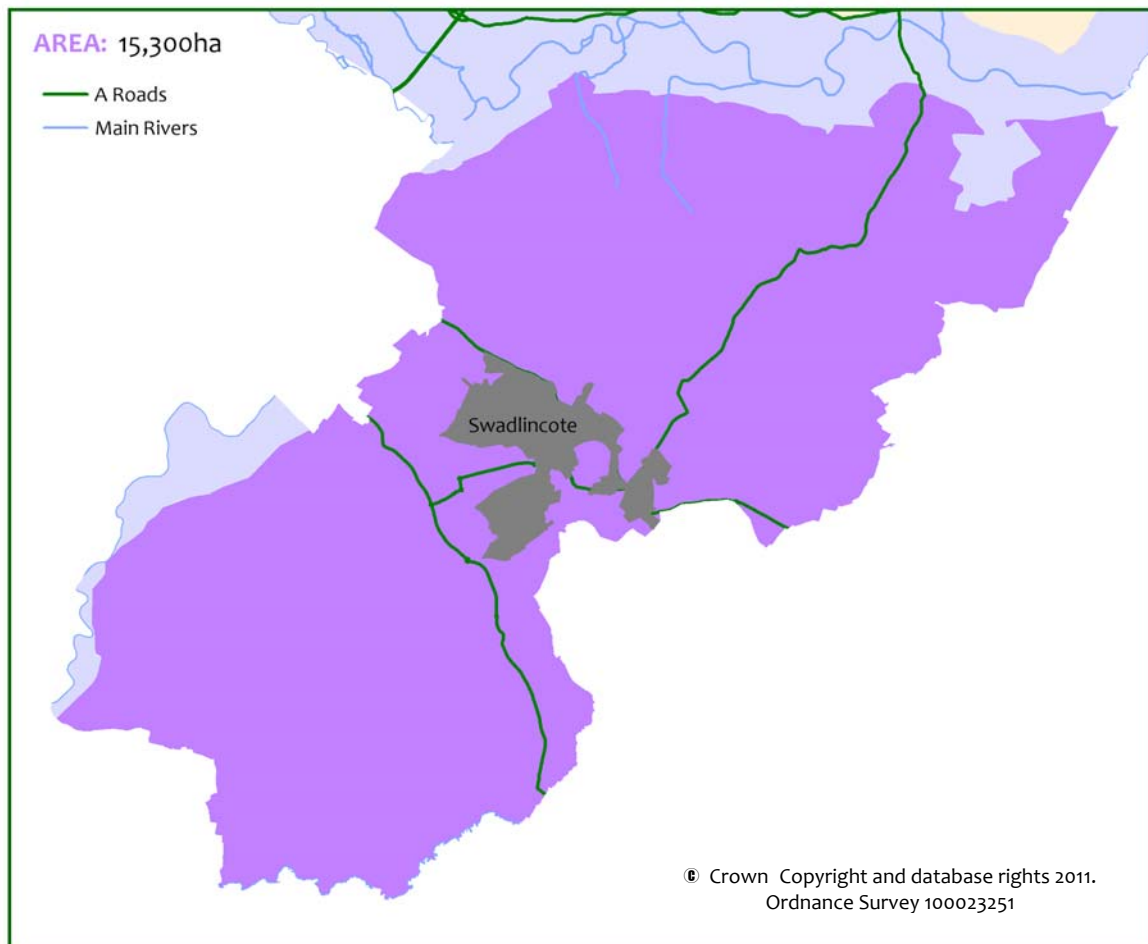 AREA: 15,300ha
A Roads
Main Rivers
Swadlincote
© Crown Copyright and database rights 2011.
Ordnance Survey 100023251